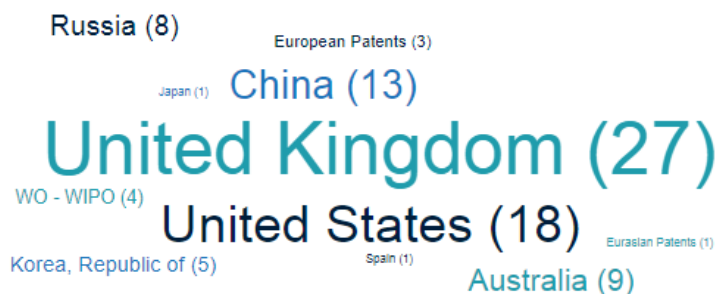 Russia (8)
European Patents (3)
Japan (1)
China (13)
United Kingdom (27)
WO - WIPO (4)
United States (18)
Eurasian Patents (1)
Korea, Republic of (5)
Spain (1)
Australia (9)